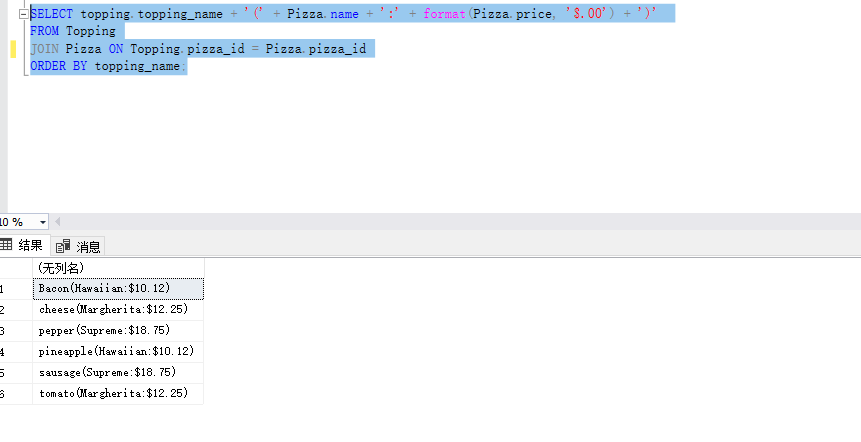 SELECT topping.topping_name + '(' + Pizza.name + ':' + format(Pizza.price, '$.00') + ')'
FROM Topping
JOIN Pizza ON Topping.pizza_id = Pizza.pizza_id
ORDER BY topping_name;
10 %
结果 消息
(无列名)
1 Bacon(Hawaiian:$10.12)
2 cheese(Margherita:$12.25)
3 pepper(Supreme:$18.75)
4 pineapple(Hawaiian:$10.12)
5 sausage(Supreme:$18.75)
6 tomato(Margherita:$12.25)